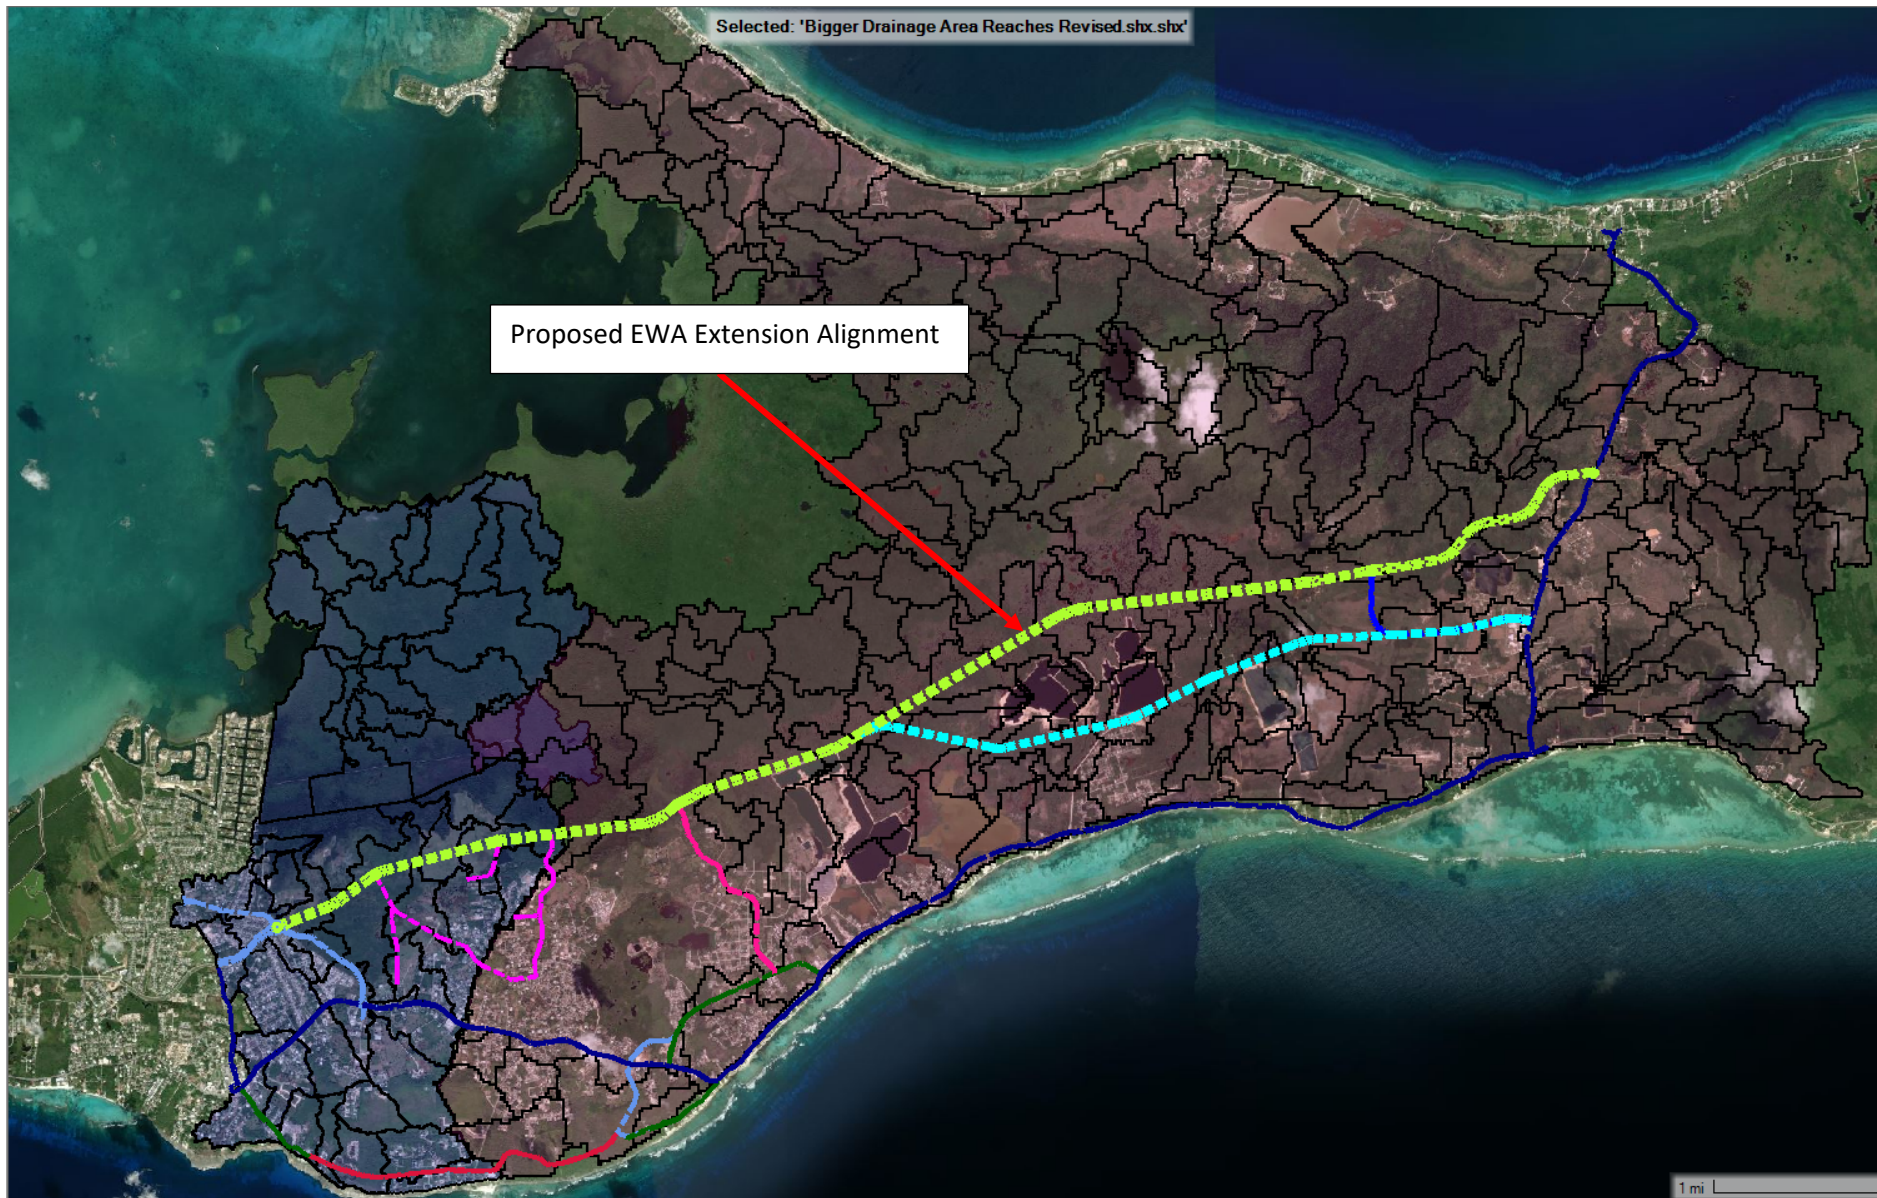 Selected: 'Bigger Drainage Area Reaches Revised.shx.shx'
Proposed EWA Extension Alignment
1 mi